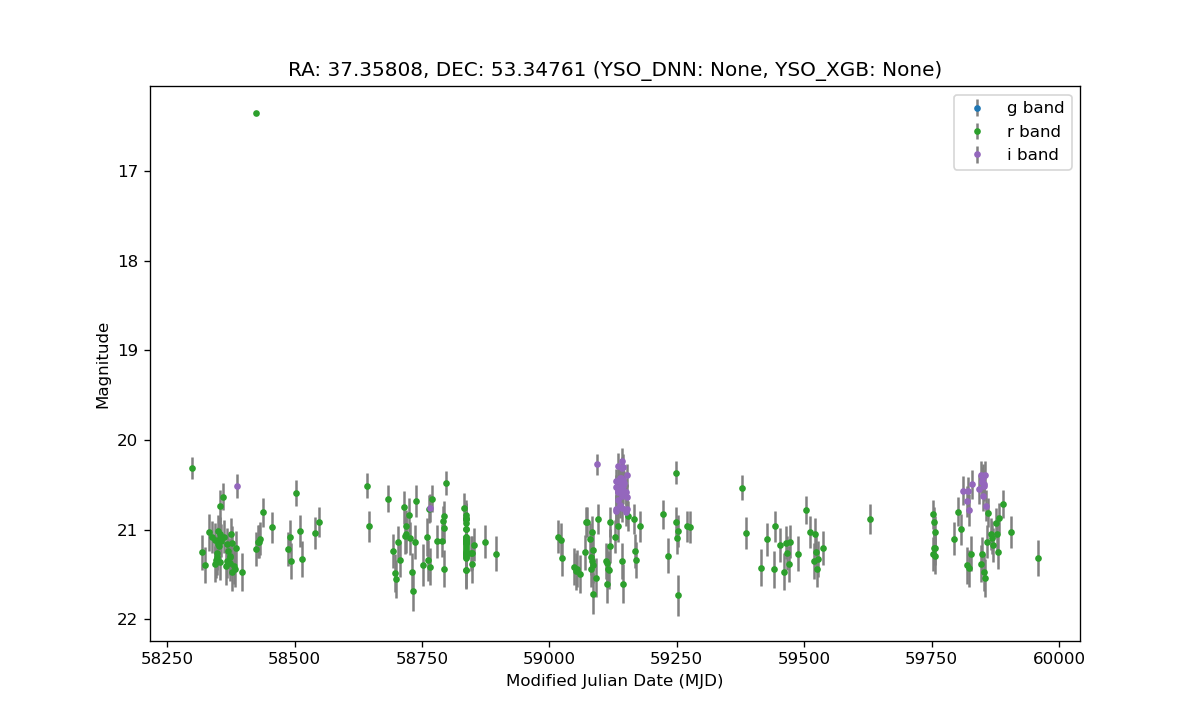 RA: 37.35808, DEC: 53.34761 (YSO_DNN: None, YSO_XGB: None)
g band
r band
i band
17
18
19
20
21
22
Magnitude
58250 58500 58750 59000 59250 59500 59750 60000
Modified Julian Date (MJD)